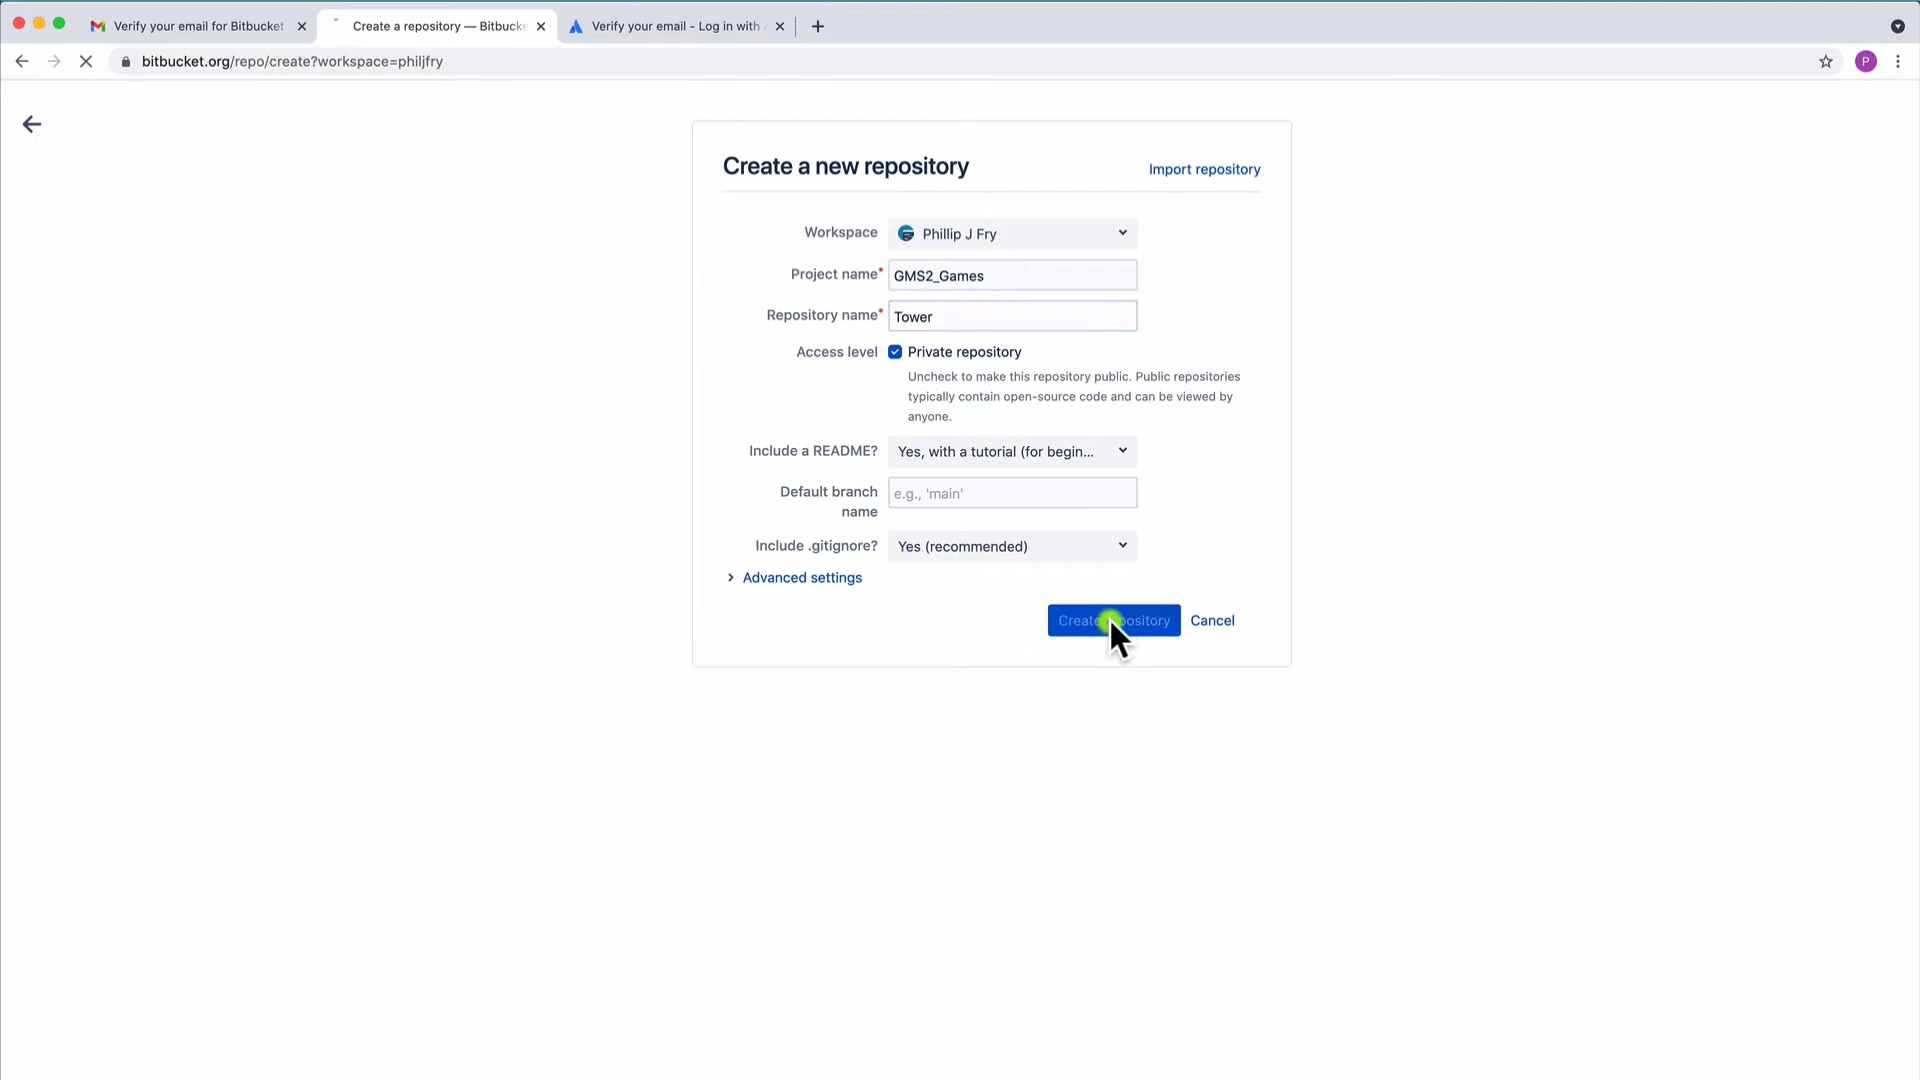 Verify your email for Bitbucket
Create a repository — Bitbucke
Verify your email - Log in with
bitbucket.org/repo/create?workspace=philjfry
P
Create a new repository
Import repository
Workspace
Phillip J Fry
Project name*
GMS2_Games
Repository name*
Tower
Access level
Private repository
Uncheck to make this repository public. Public repositories
typically contain open-source code and can be viewed by
anyone.
Include a README?
Yes, with a tutorial (for begin...
Default branch
name
e.g., 'main'
Include .gitignore?
Yes (recommended)
Advanced settings
Create repository
Cancel